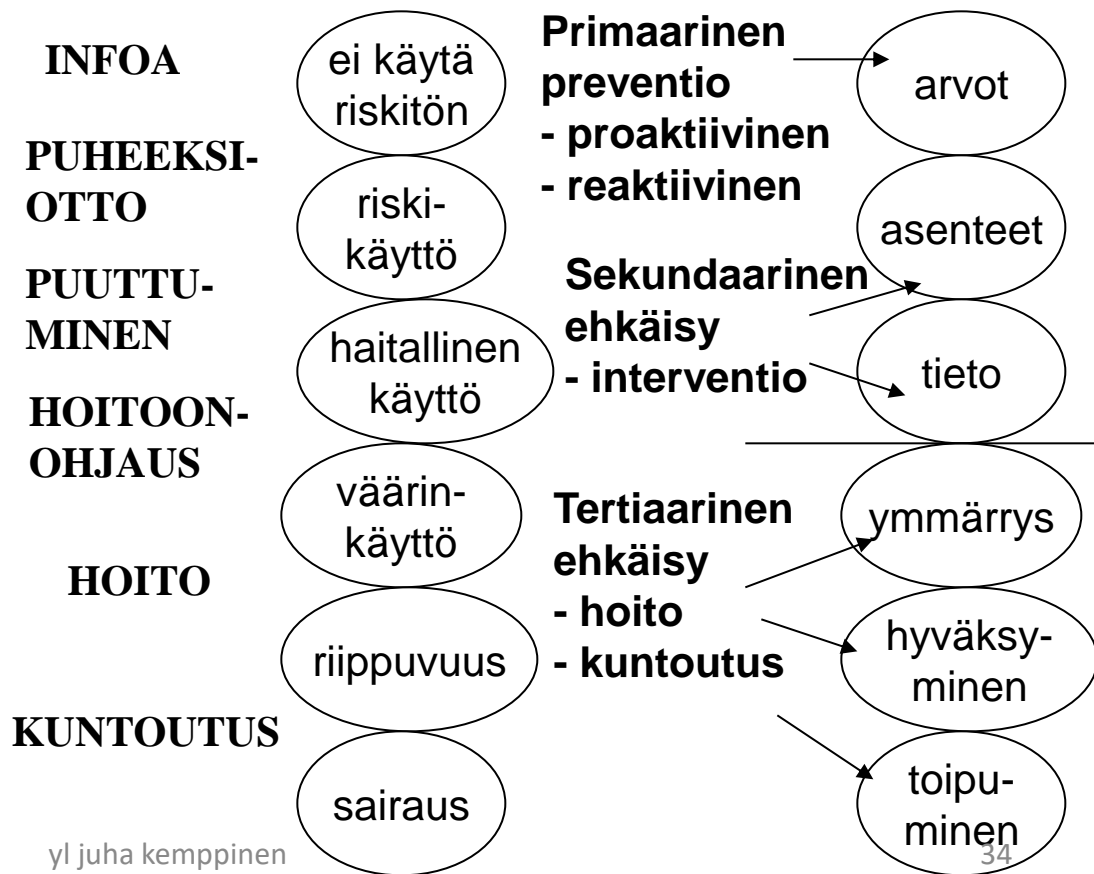 INFOA
PUHEEKSI-
OTTO
PUUTTU-
MINEN
HOITOON-
OHJAUS
HOITO
KUNTOUTUS
ei käytä
riskitön
riski-
käyttö
haitallinen
käyttö
väärin-
käyttö
riippuvuus
sairaus
Primaarinen
preventio
- proaktiivinen
- reaktiivinen
Sekundaarinen
ehkäisy
- interventio
Tertiaarinen
ehkäisy
- hoito
- kuntoutus
arvot
asenteet
tieto
ymmärrys
hyväksy-
minen
toipu-
minen
yl juha kemppinen
34